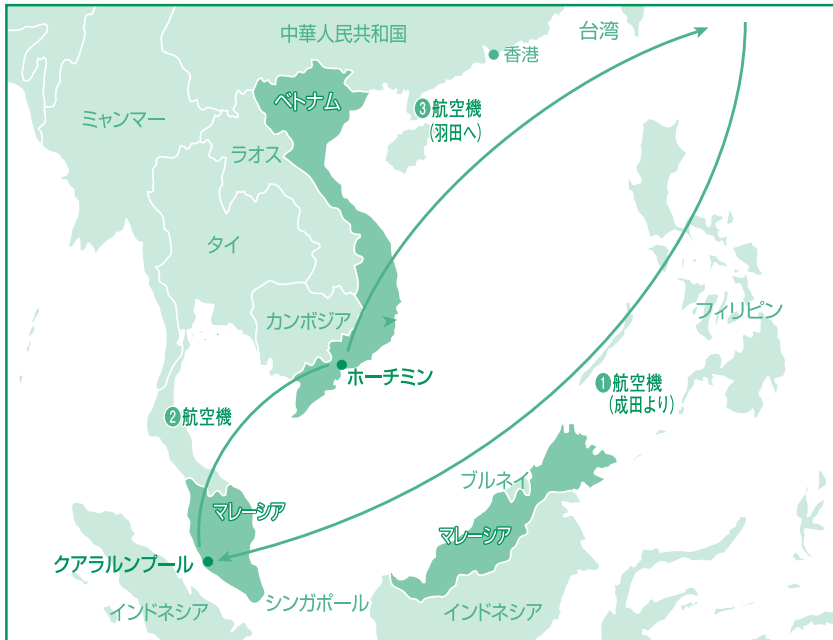 中華人民共和国
台湾
香港
ベトナム
❸航空機
(羽田へ)
ミャンマー
ラオス
タイ
カンボジア
フィリピン
ホーチミン
❶航空機
(成田より)
❷航空機
ブルネイ
マレーシア
マレーシア
クアラルンプール
シンガポール
インドネシア
インドネシア